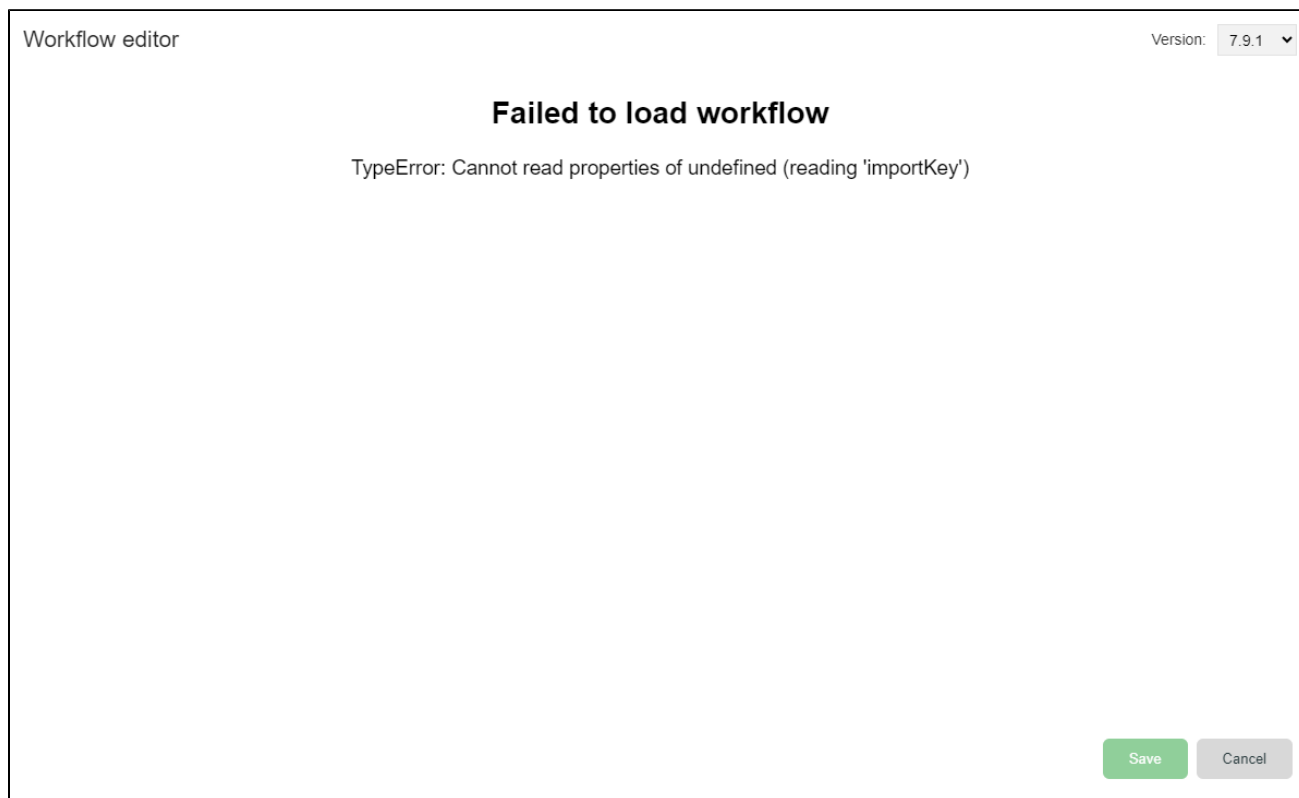 Workflow editor
Version: 7.9.1
Failed to load workflow
TypeError: Cannot read properties of undefined (reading 'importKey')
Save Cancel